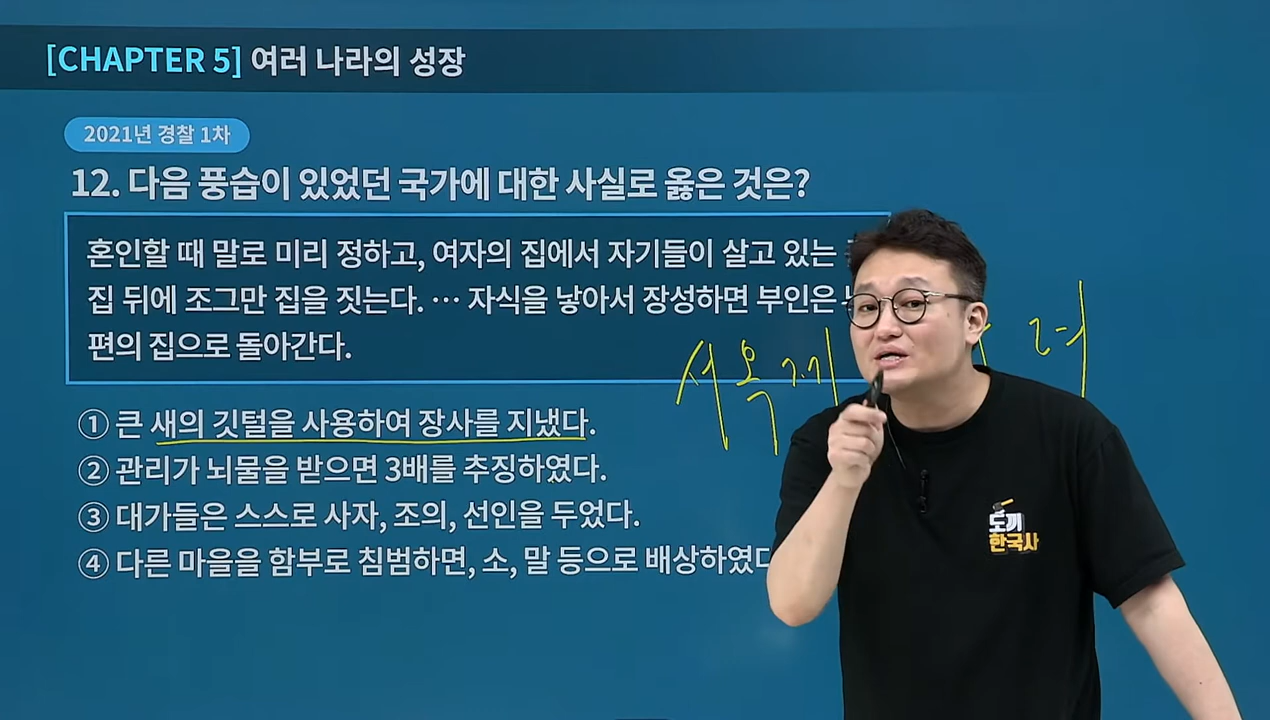 [CHAPTER 5] 여러 나라의 성장
2021년 경찰 1차
12. 다음 풍습이 있었던 국가에 대한 사실로 옳은 것은?
혼인할 때 말로 미리 정하고, 여자의 집에서 자기들이 살고 있는
집 뒤에 조그만 집을 짓는다. … 자식을 낳아서 장성하면 부인은
편의 집으로 돌아간다.
서옥제
① 큰 새의 깃털을 사용하여 장사를 지냈다.
② 관리가 뇌물을 받으면 3배를 추징하였다.
③ 대가들은 스스로 사자, 조의, 선인을 두었다.
④ 다른 마을을 함부로 침범하면, 소, 말 등으로 배상하였다
도끼
한국사